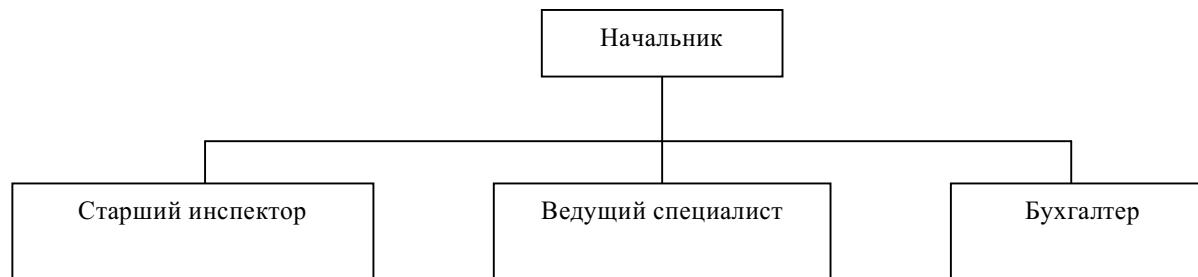 Начальник
Старший инспектор
Ведущий специалист
Бухгалтер